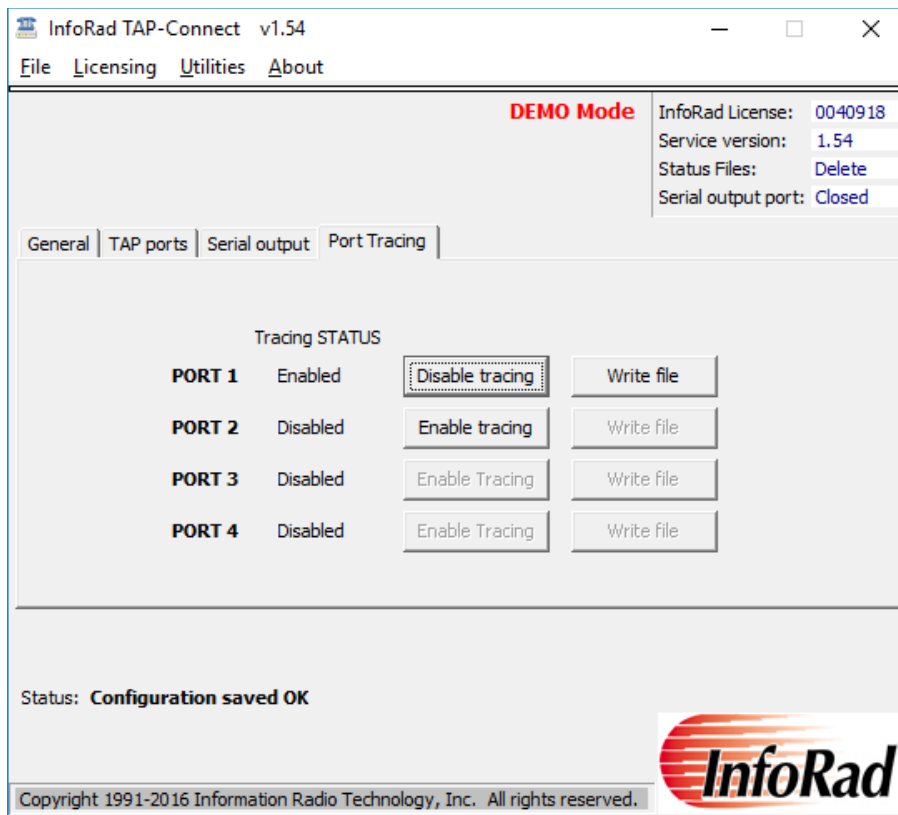 InfoRad TAP-Connect v1.54
File Licensing Utilities About
DEMO Mode
InfoRad License: 0040918
Service version: 1.54
Status Files: Delete
Serial output port: Closed
General TAP ports Serial output Port Tracing
Tracing STATUS
PORT 1 Enabled Disable tracing Write file
PORT 2 Disabled Enable tracing Write file
PORT 3 Disabled Enable Tracing Write file
PORT 4 Disabled Enable Tracing Write file
Status: Configuration saved OK
InfoRad
Copyright 1991-2016 Information Radio Technology, Inc. All rights reserved.